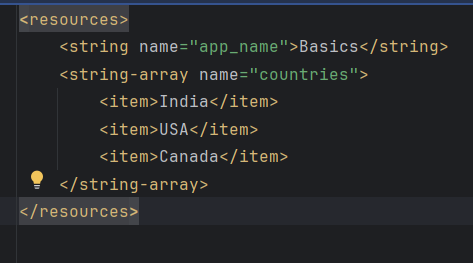 <resources>
    <string name="app_name">Basics</string>
    <string-array name="countries">
        <item>India</item>
        <item>USA</item>
        <item>Canada</item>
    </string-array>
</resources>